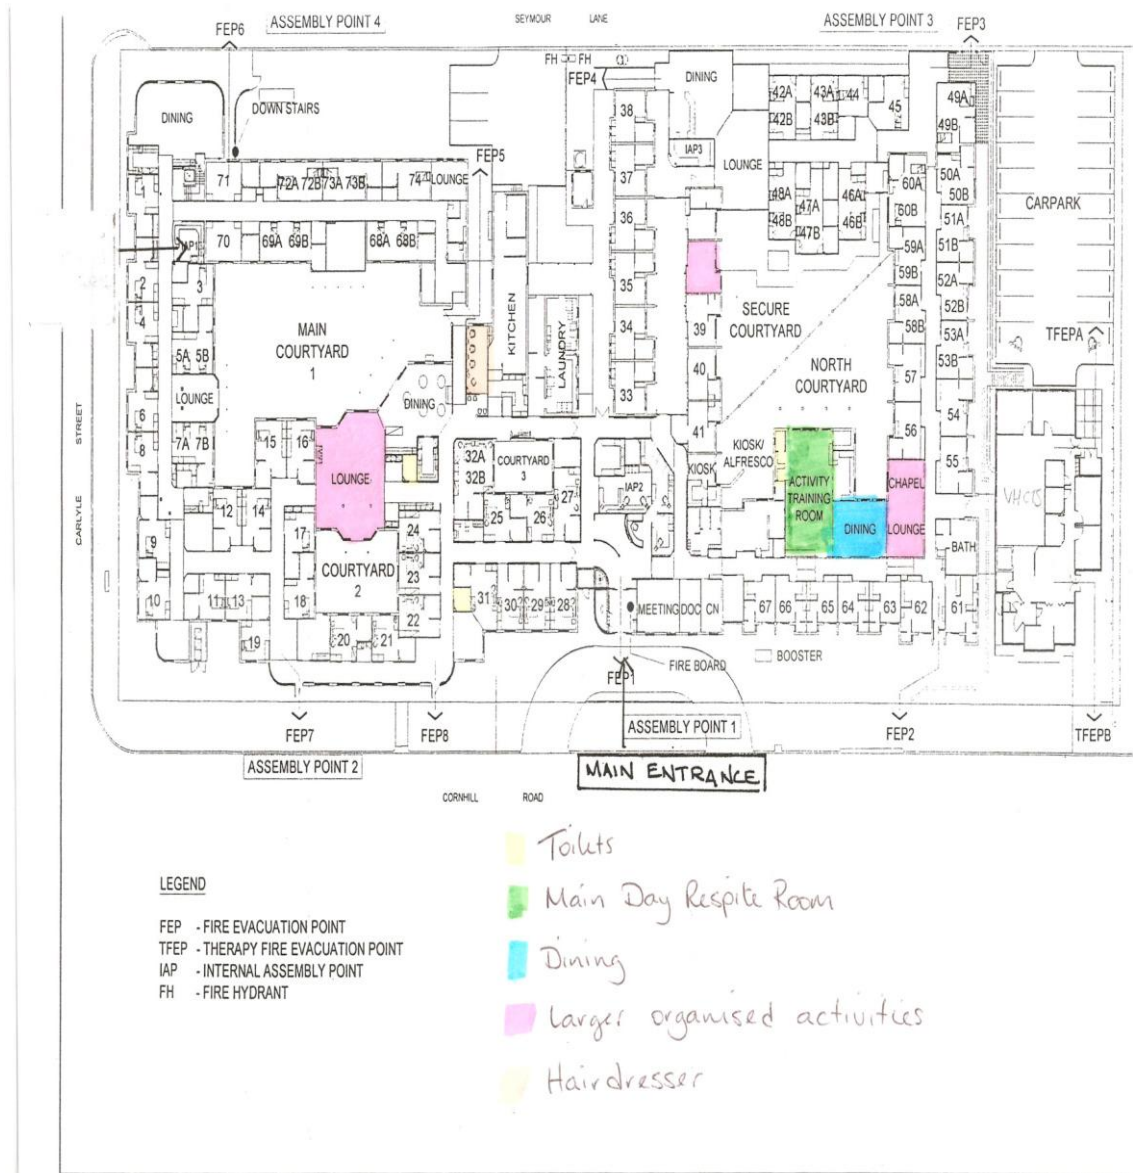 ASSEMBLY POINT 4
SEYMOUR LANE
ASSEMBLY POINT 3
FEP6
FEP3
FH
FH
FEP4
DINING
DINING
DOWN STAIRS
38
42A
43A
44
45
49A
42B
43B
49B
IAP3
LOUNGE
FEP5
71
72A
72B
73A
73B
74
LOUNGE
37
60A
50A
50B
1
48A
47A
46A
CARPARK
36
60B
51A
48B
47B
46B
70
69A
69B
68A
68B
IAP1
59A
51B
3
2
35
59B
52A
58A
52B
4
MAIN
COURTYARD
1
KITCHEN
LAUNDRY
34
39
SECURE
COURTYARD
58B
53A
TFEPA
53B
5A
5B
40
NORTH
COURTYARD
57
33
LOUNGE
DINING
54
6
41
56
8
7A
7B
15
16
32A
COURTYARD
3
KIOSK/
ALFRESCO
55
32B
KIOSK
LOUNGE
27
IAP2
ACTIVITY
TRAINING
ROOM
CHAPEL
VHCTS
12
14
25
26
DINING
LOUNGE
CARLYLE STREET
9
17
24
BATH
COURTYARD
2
23
10
11
13
18
22
31
30
29
28
MEETING
DOC
CN
67
66
65
64
63
62
61
19
20
21
FIRE BOARD
BOOSTER
FEP1
ASSEMBLY POINT 1
FEP7
FEP8
FEP2
TFEPB
ASSEMBLY POINT 2
MAIN ENTRANCE
CORNHILL ROAD
Toilets
Main Day Respite Room
Dining
Larger organised activities
Hairdresser
LEGEND
FEP - FIRE EVACUATION POINT
TFEP - THERAPY FIRE EVACUATION POINT
IAP - INTERNAL ASSEMBLY POINT
FH - FIRE HYDRANT